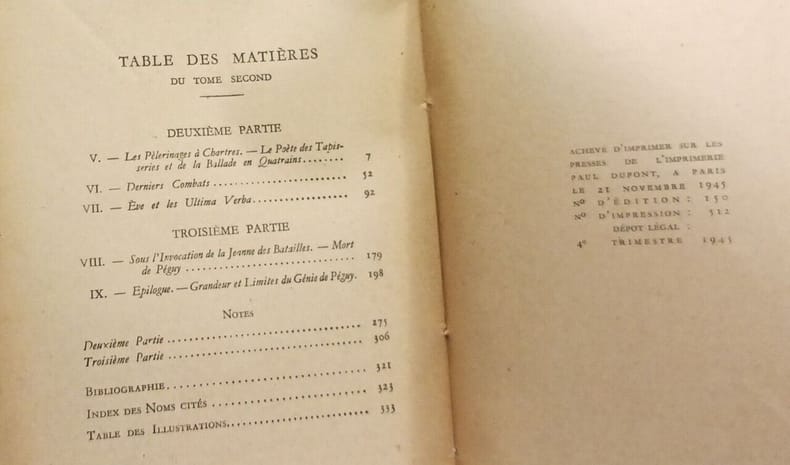 TABLE DES MATIÈRES
DU TOME SECOND
DEUXIÈME PARTIE
V. — Les Pèlerinages à Chartres. — Le Poète des Tapis-
series et de la Ballade en Quatrains........ 7
VI. — Derniers Combats ........................ 52
VII. — Ève et les Ultima Verba.................. 92
TROISIÈME PARTIE
VIII. — Sous l'Invocation de la Jeanne des Batailles. — Mort
de Péguy .............................. 179
IX. — Epilogue. — Grandeur et Limites du Génie de Péguy. 198
NOTES
Deuxième Partie .............................. 275
Troisième Partie .............................. 306
BIBLIOGRAPHIE.............................. 321
INDEX DES NOMS CITÉS ........................ 323
TABLE DES ILLUSTRATIONS..................... 333
ACHEVÉ D'IMPRIMER SUR LES
PRESSES DE L'IMPRIMERIE
PAUL DUPONT, A PARIS
LE 21 NOVEMBRE 1945
Nº D'ÉDITION : 150
Nº D'IMPRESSION : 512
DÉPOT LÉGAL :
4e TRIMESTRE 1945